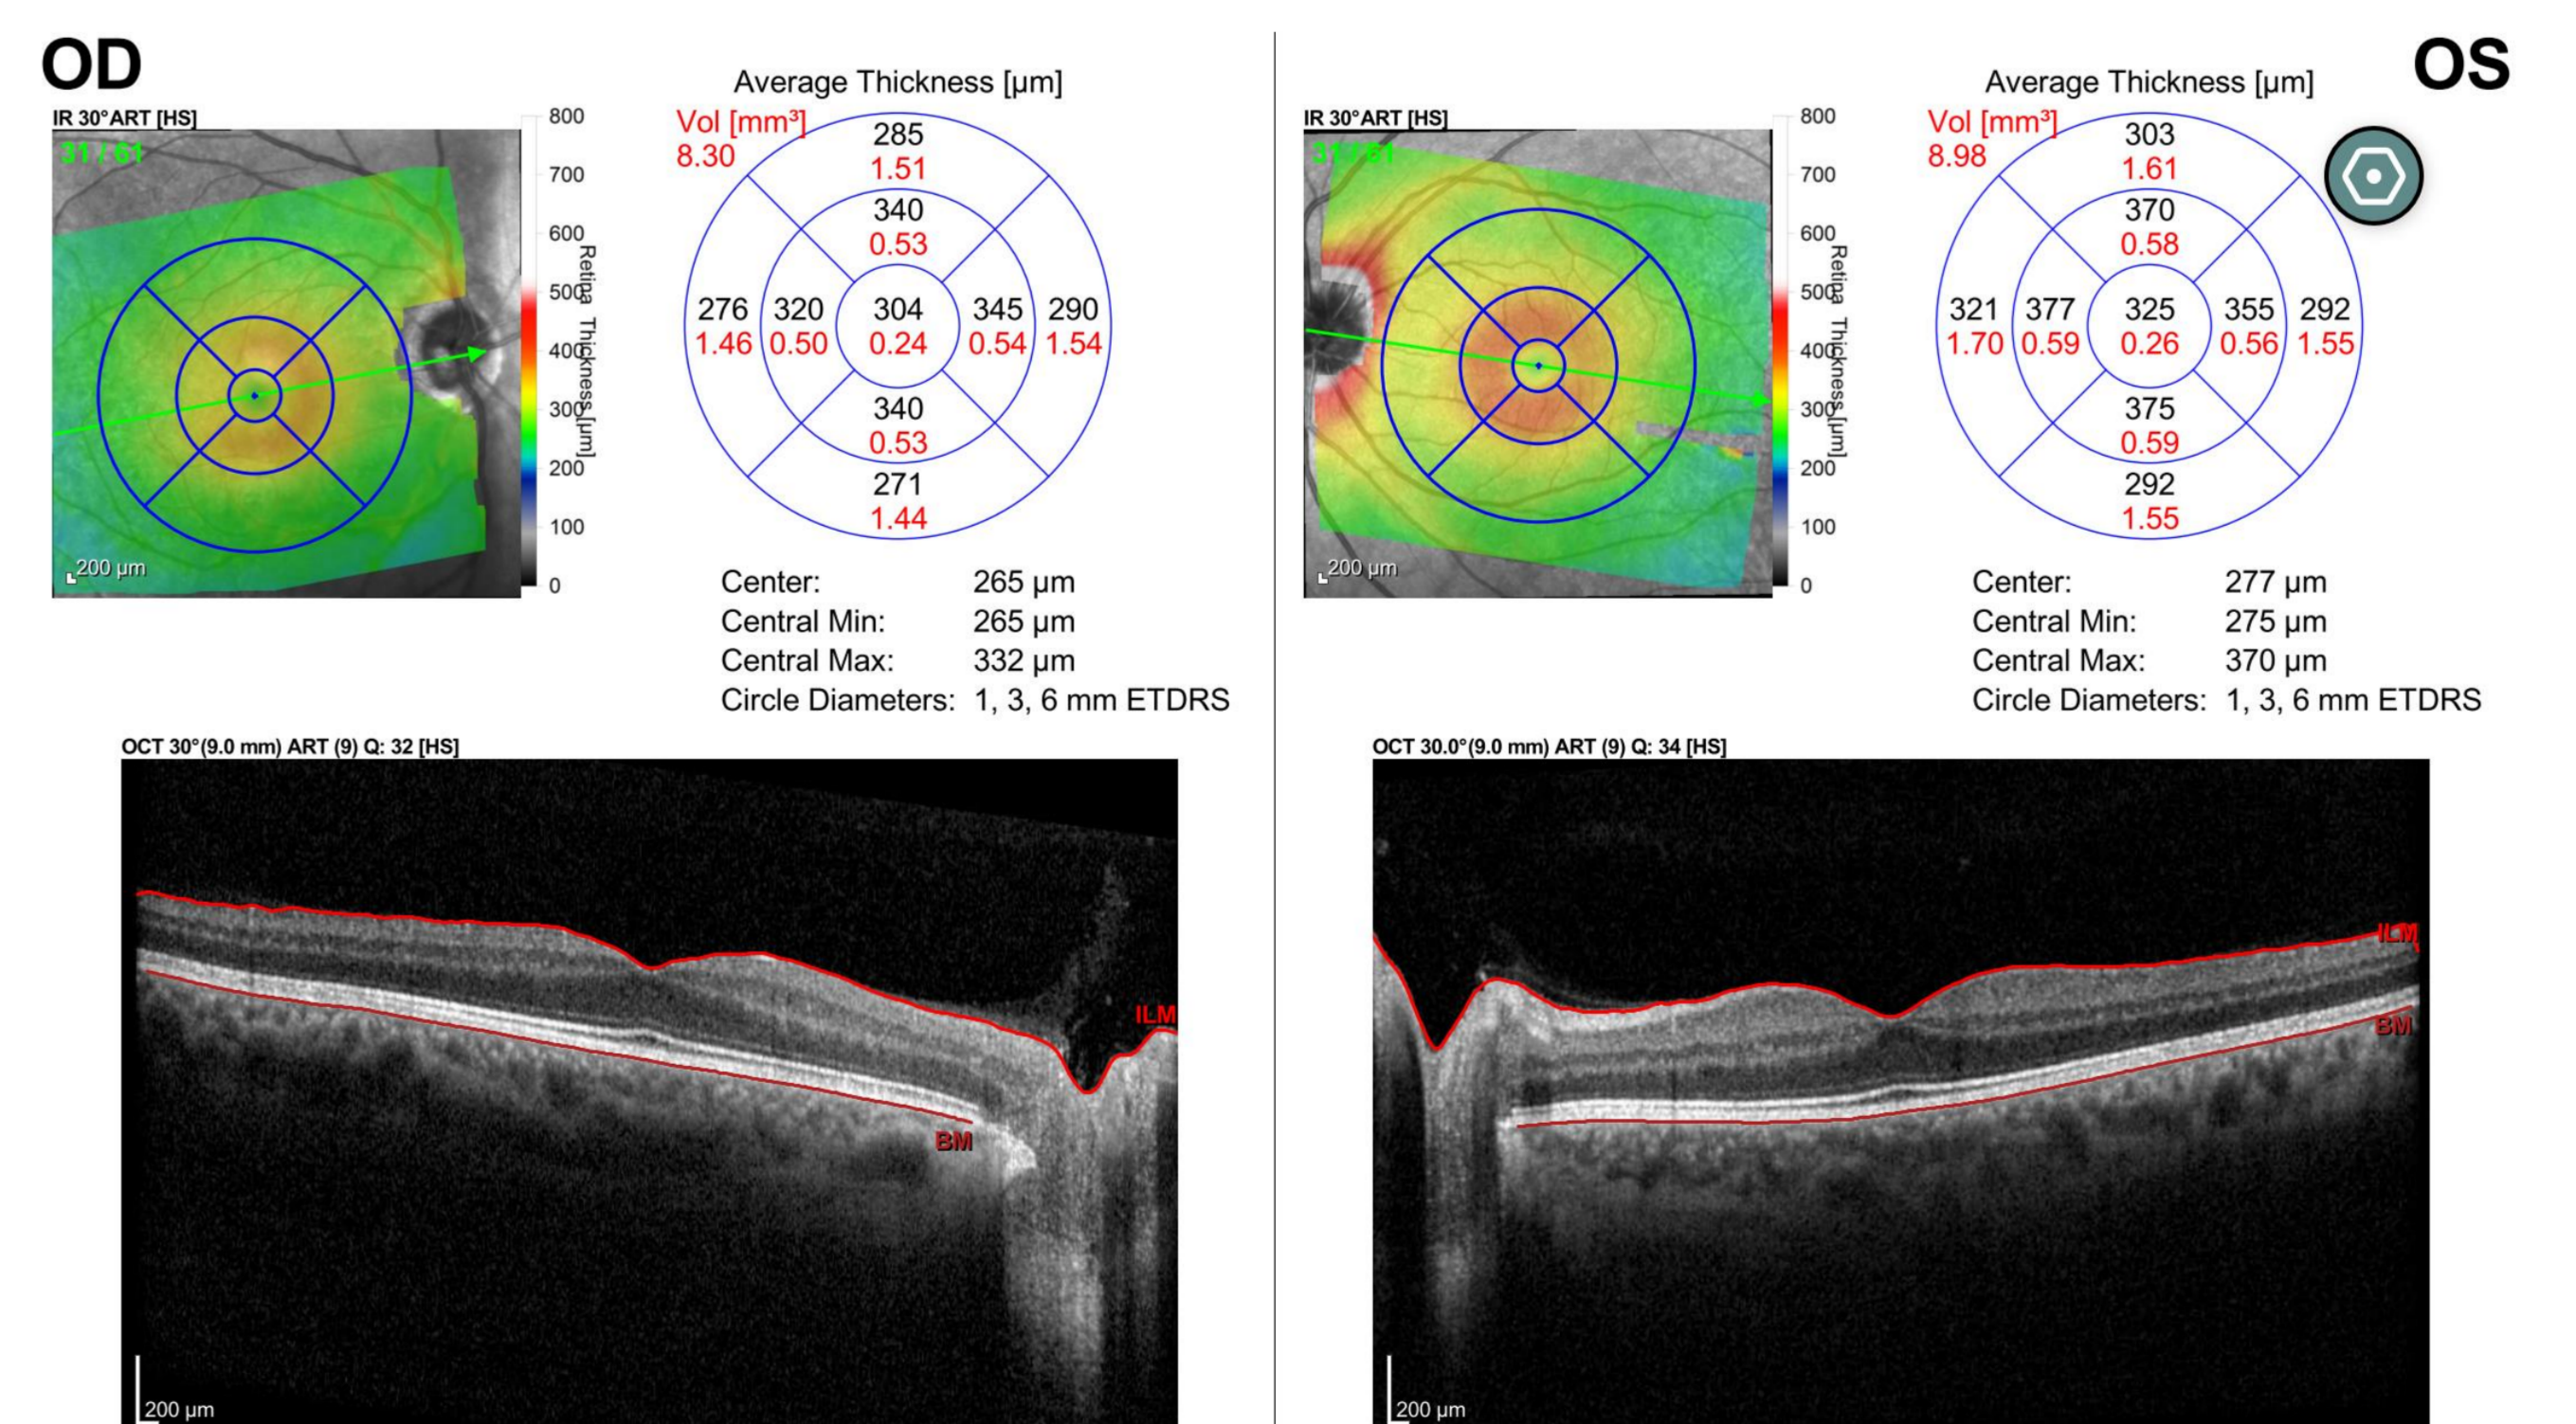 OD
IR 30° ART [HS]
31 / 61
200 µm
800
700
600
500
400
300
200
100
0
Retina Thickness [µm]
Average Thickness [µm]
Vol [mm³]
8.30
285
1.51
340
0.53
276 320 304 345 290
1.46 0.50 0.24 0.54 1.54
340
0.53
271
1.44
Center: 265 µm
Central Min: 265 µm
Central Max: 332 µm
Circle Diameters: 1, 3, 6 mm ETDRS
OCT 30° (9.0 mm) ART (9) Q: 32 [HS]
ILM
BM
200 µm
OS
IR 30° ART [HS]
31 / 61
200 µm
800
700
600
500
400
300
200
100
0
Retina Thickness [µm]
Average Thickness [µm]
Vol [mm³]
8.98
303
1.61
370
0.58
321 377 325 355 292
1.70 0.59 0.26 0.56 1.55
375
0.59
292
1.55
Center: 277 µm
Central Min: 275 µm
Central Max: 370 µm
Circle Diameters: 1, 3, 6 mm ETDRS
OCT 30.0° (9.0 mm) ART (9) Q: 34 [HS]
ILM
BM
200 µm